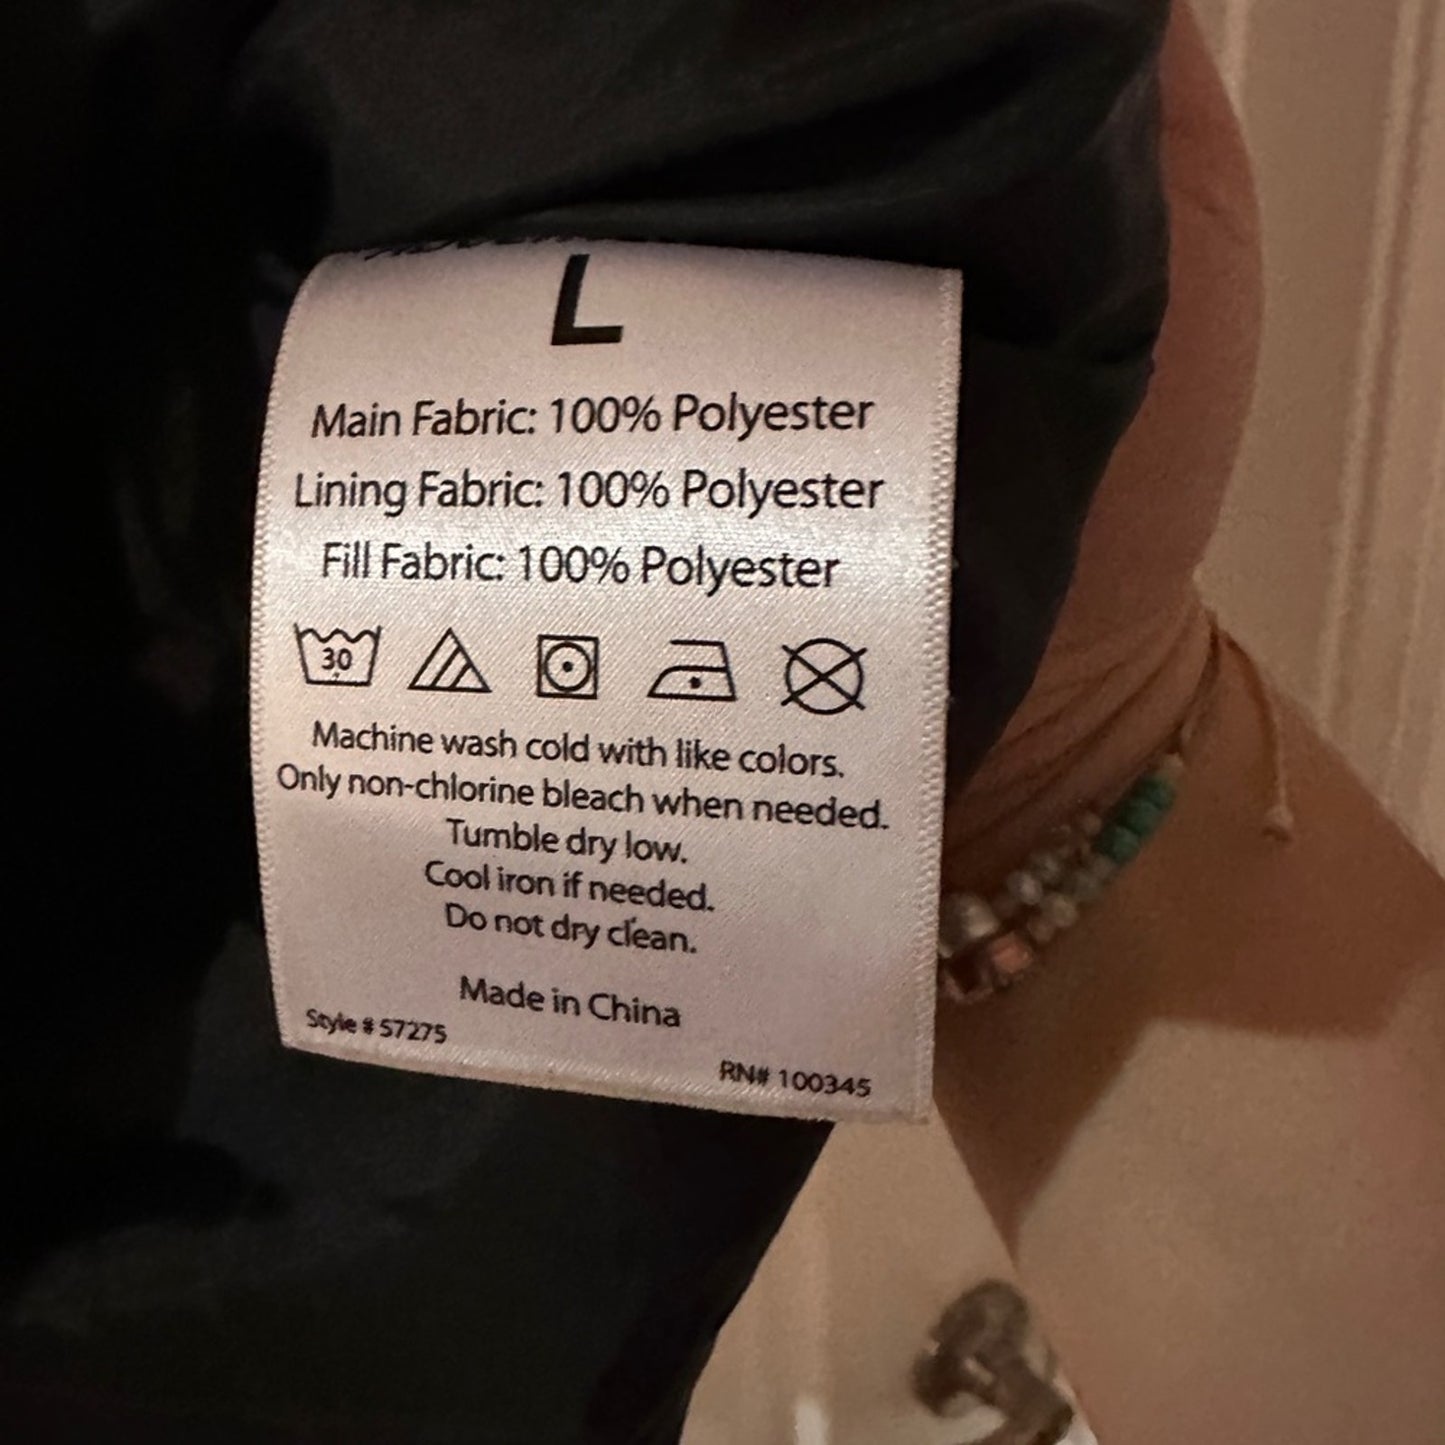 L
Main Fabric: 100% Polyester
Lining Fabric: 100% Polyester
Fill Fabric: 100% Polyester
30
Machine wash cold with like colors.
Only non-chlorine bleach when needed.
Tumble dry low.
Cool iron if needed.
Do not dry clean.
Made in China
Style # 57275
RN# 100345